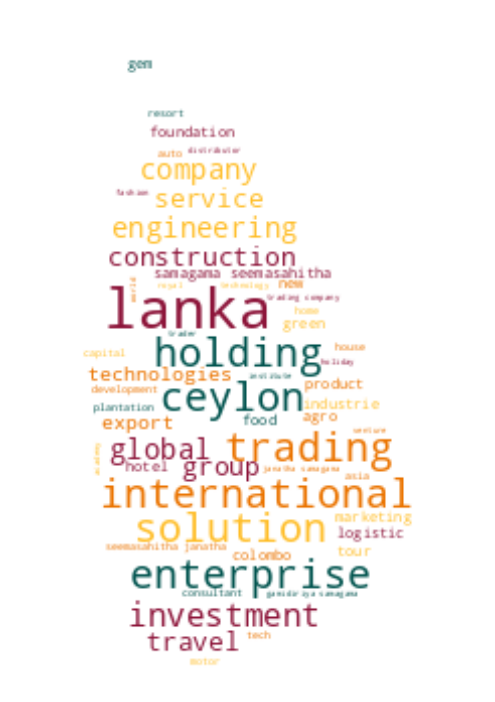 gem
resort
foundation
auto distributor
company
fashion service
engineering
construction
samagama seemasahitha
world royal technology new
lanka trading company
home
green
trader
holding house
capital holiday
technologies institute
development ceylon product
plantation industrie
export food agro
venture
global trading
academy hotel group janatha samagama
asia
international
solution marketing
logistic
seemasahitha janatha tour
colombo
enterprise
consultant gamidiriya samagama
investment
travel tech
motor